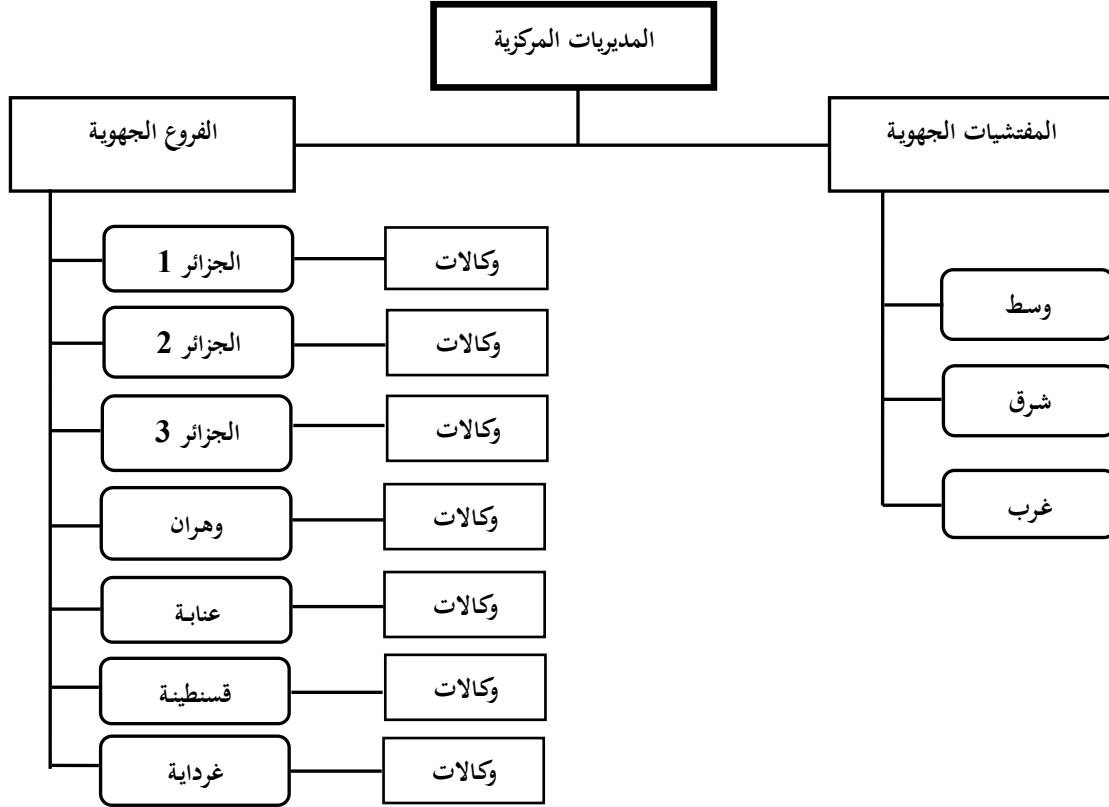 المديريات المركزية
المفتشيات الجهوية
الفروع الجهوية
وسط
شرق
غرب
الجزائر 1
وكالات
الجزائر 2
وكالات
الجزائر 3
وكالات
وهران
وكالات
عنابة
وكالات
قسنطينة
وكالات
غرداية
وكالات